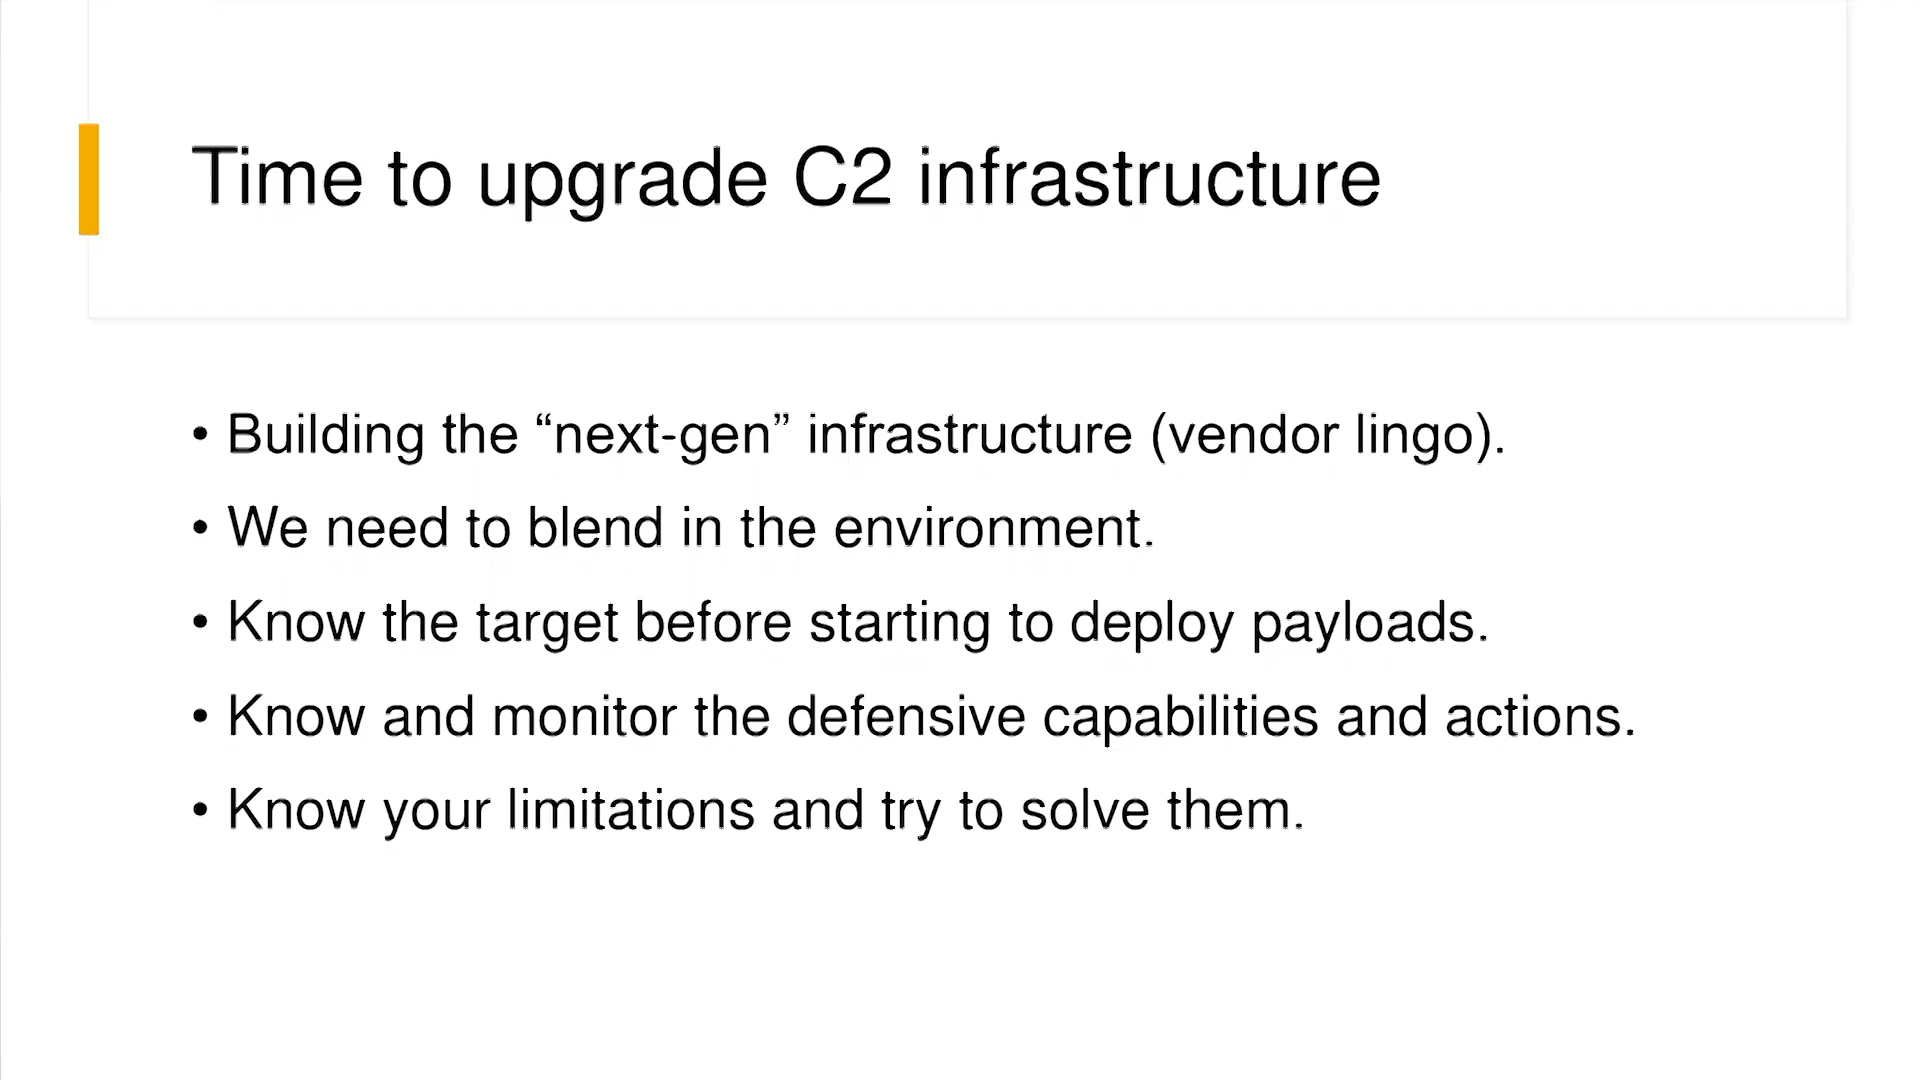 Time to upgrade C2 infrastructure
• Building the “next-gen” infrastructure (vendor lingo).
• We need to blend in the environment.
• Know the target before starting to deploy payloads.
• Know and monitor the defensive capabilities and actions.
• Know your limitations and try to solve them.